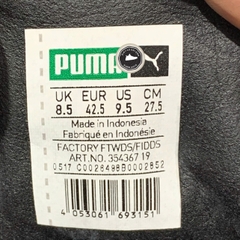 PUMA
UK EUR US CM
8.5 42.5 9.5 27.5
Made in Indonesia
Fabriqué en Indonésie
FACTORY FTWDS/FIDDS
ART.NO. 354367 19
0517 C0028498B0002852
4 053061 693151